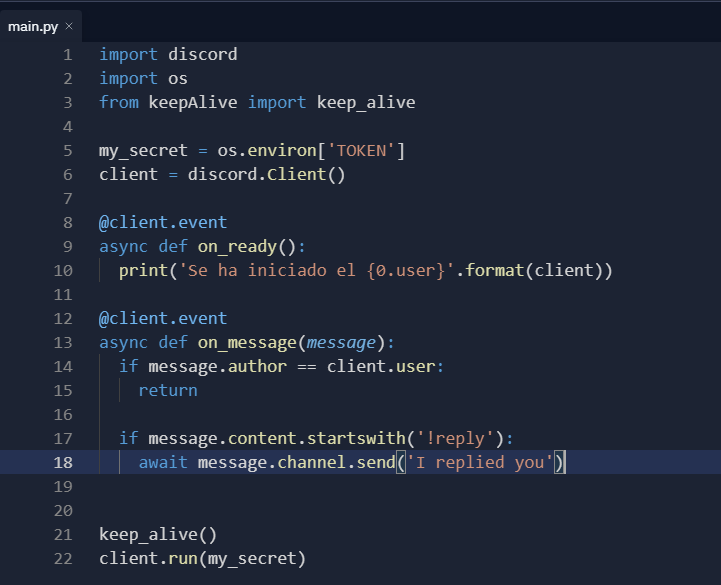 main.py ×
1 import discord
2 import os
3 from keepAlive import keep_alive
4
5 my_secret = os.environ['TOKEN']
6 client = discord.Client()
7
8 @client.event
9 async def on_ready():
10   print('Se ha iniciado el {0.user}'.format(client))
11
12 @client.event
13 async def on_message(message):
14   if message.author == client.user:
15     return
16
17   if message.content.startswith('!reply'):
18     await message.channel.send('I replied you')
19
20
21 keep_alive()
22 client.run(my_secret)